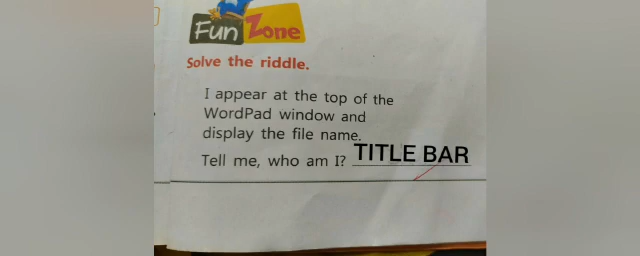 Fun Zone
Solve the riddle.
I appear at the top of the
WordPad window and
display the file name.
Tell me, who am I? TITLE BAR